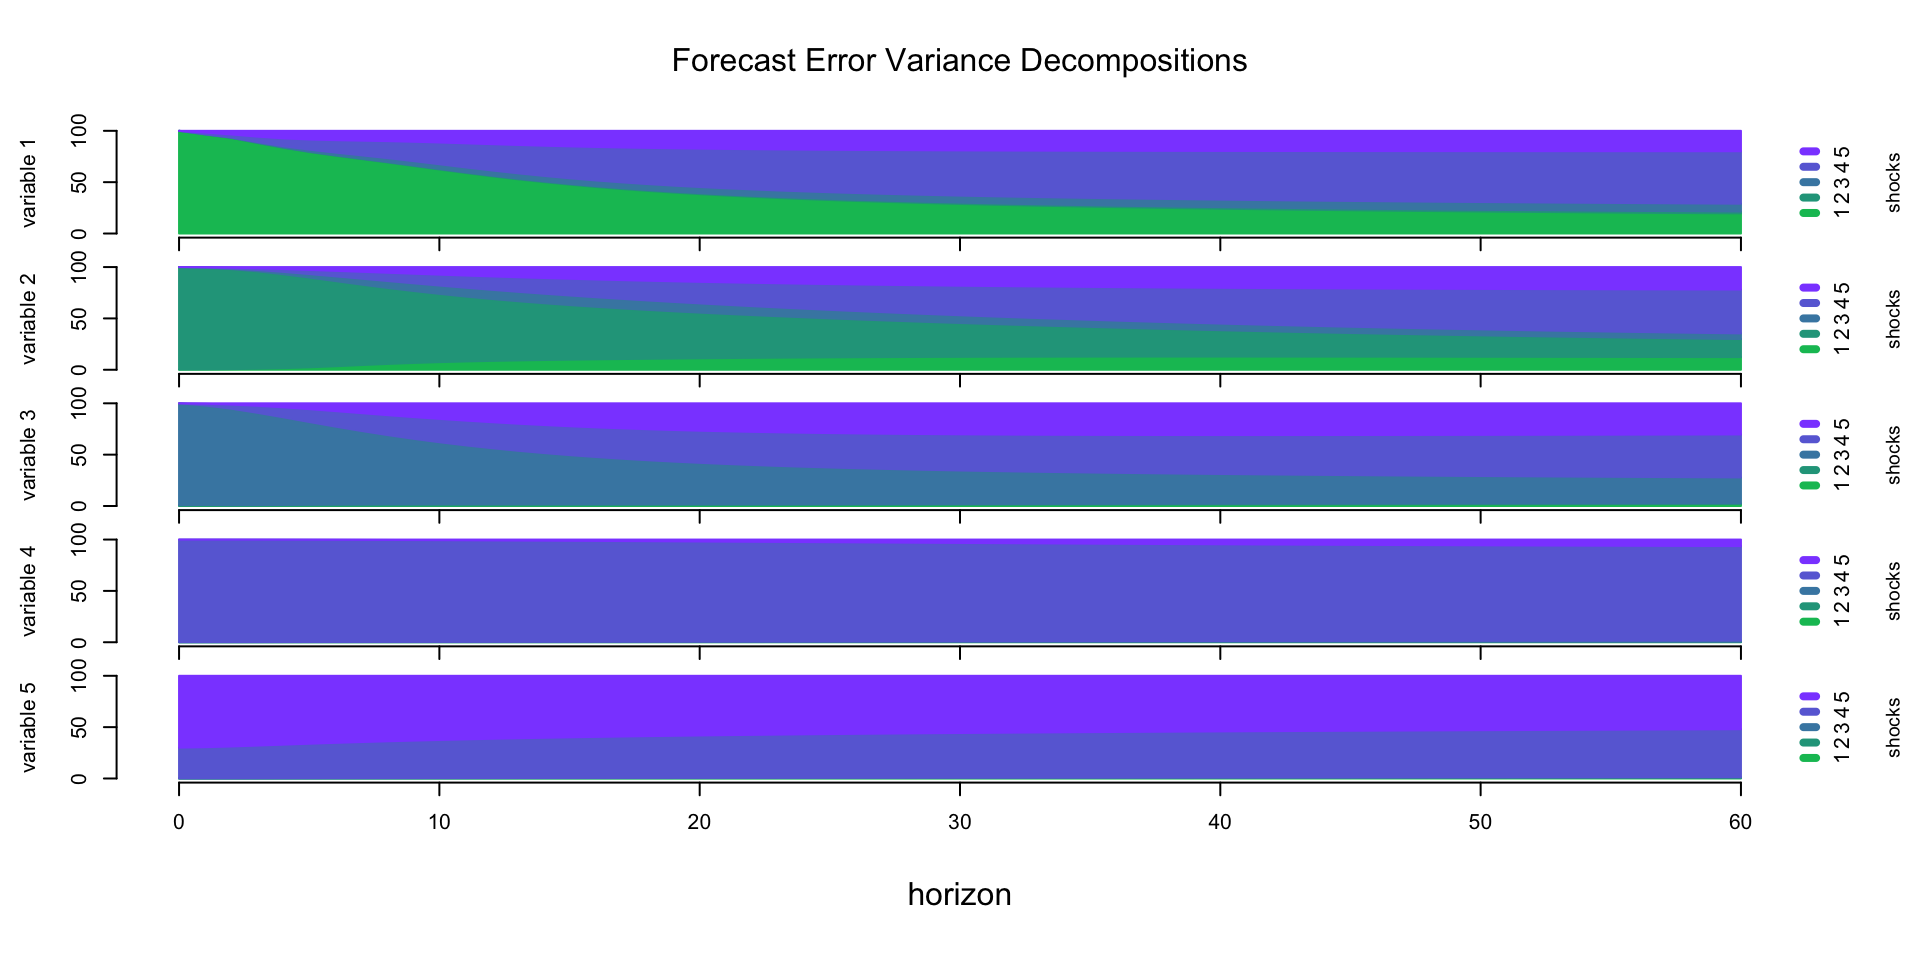 Forecast Error Variance Decompositions
variable 1
0 50 100
1 2 3 4 5
shocks
variable 2
0 50 100
1 2 3 4 5
shocks
variable 3
0 50 100
1 2 3 4 5
shocks
variable 4
0 50 100
1 2 3 4 5
shocks
variable 5
0 50 100
1 2 3 4 5
shocks
0 10 20 30 40 50 60
horizon